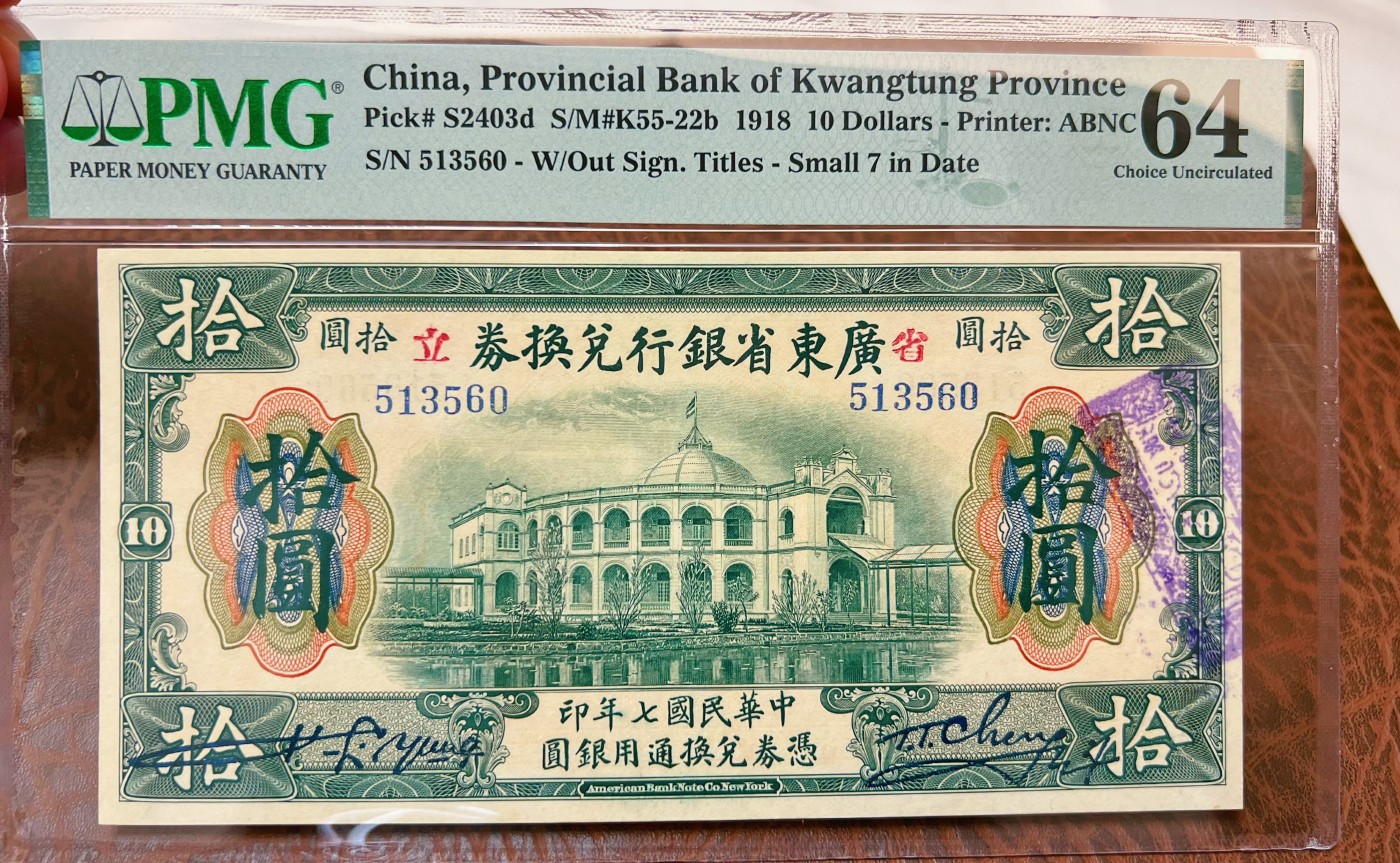 PMG®
PAPER MONEY GUARANTY
China, Provincial Bank of Kwangtung Province
Pick# S2403d S/M#K55-22b 1918 10 Dollars - Printer: ABNC
S/N 513560 - W/Out Sign. Titles - Small 7 in Date
64
Choice Uncirculated
拾
拾
拾圓
省
廣東省銀行兌換券
立
拾圓
513560
513560
拾圓
拾圓
10
10
中華民國七年印
憑券兌換通用銀圓
拾
拾
American Bank Note Co. New York